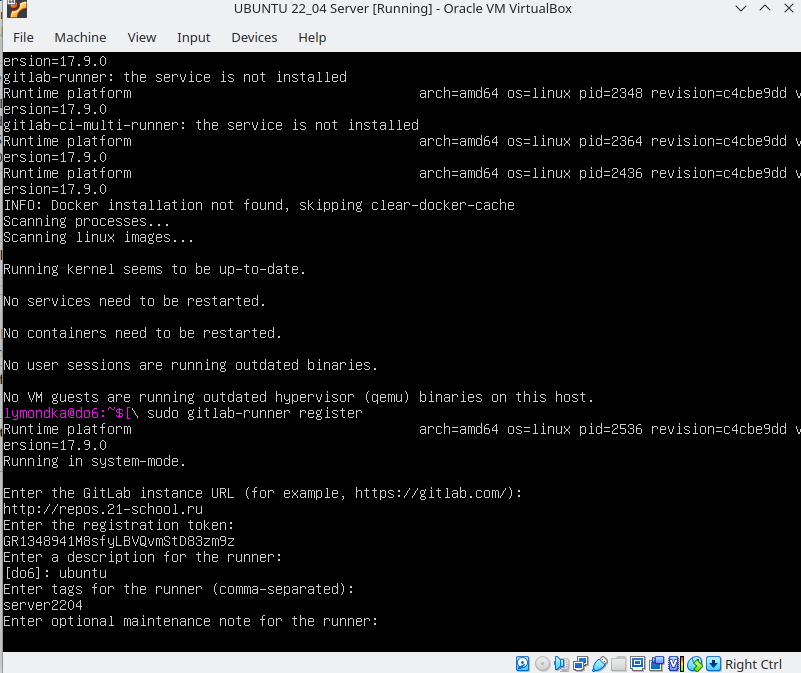 UBUNTU 22_04 Server [Running] - Oracle VM VirtualBox
File Machine View Input Devices Help
ersion=17.9.0
gitlab-runner: the service is not installed
Runtime platform arch=amd64 os=linux pid=2348 revision=c4cbe9dd v
ersion=17.9.0
gitlab-ci-multi-runner: the service is not installed
Runtime platform arch=amd64 os=linux pid=2364 revision=c4cbe9dd v
ersion=17.9.0
Runtime platform arch=amd64 os=linux pid=2436 revision=c4cbe9dd v
ersion=17.9.0
INFO: Docker installation not found, skipping clear-docker-cache
Scanning processes...
Scanning linux images...
Running kernel seems to be up-to-date.
No services need to be restarted.
No containers need to be restarted.
No user sessions are running outdated binaries.
No VM guests are running outdated hypervisor (qemu) binaries on this host.
lymondka@do6:~$[\ sudo gitlab-runner register
Runtime platform arch=amd64 os=linux pid=2536 revision=c4cbe9dd v
ersion=17.9.0
Running in system-mode.
Enter the GitLab instance URL (for example, https://gitlab.com/):
http://repos.21-school.ru
Enter the registration token:
GR1348941M8sfyLBVQvmStD83zm9z
Enter a description for the runner:
[do6]: ubuntu
Enter tags for the runner (comma-separated):
server2204
Enter optional maintenance note for the runner:
Right Ctrl